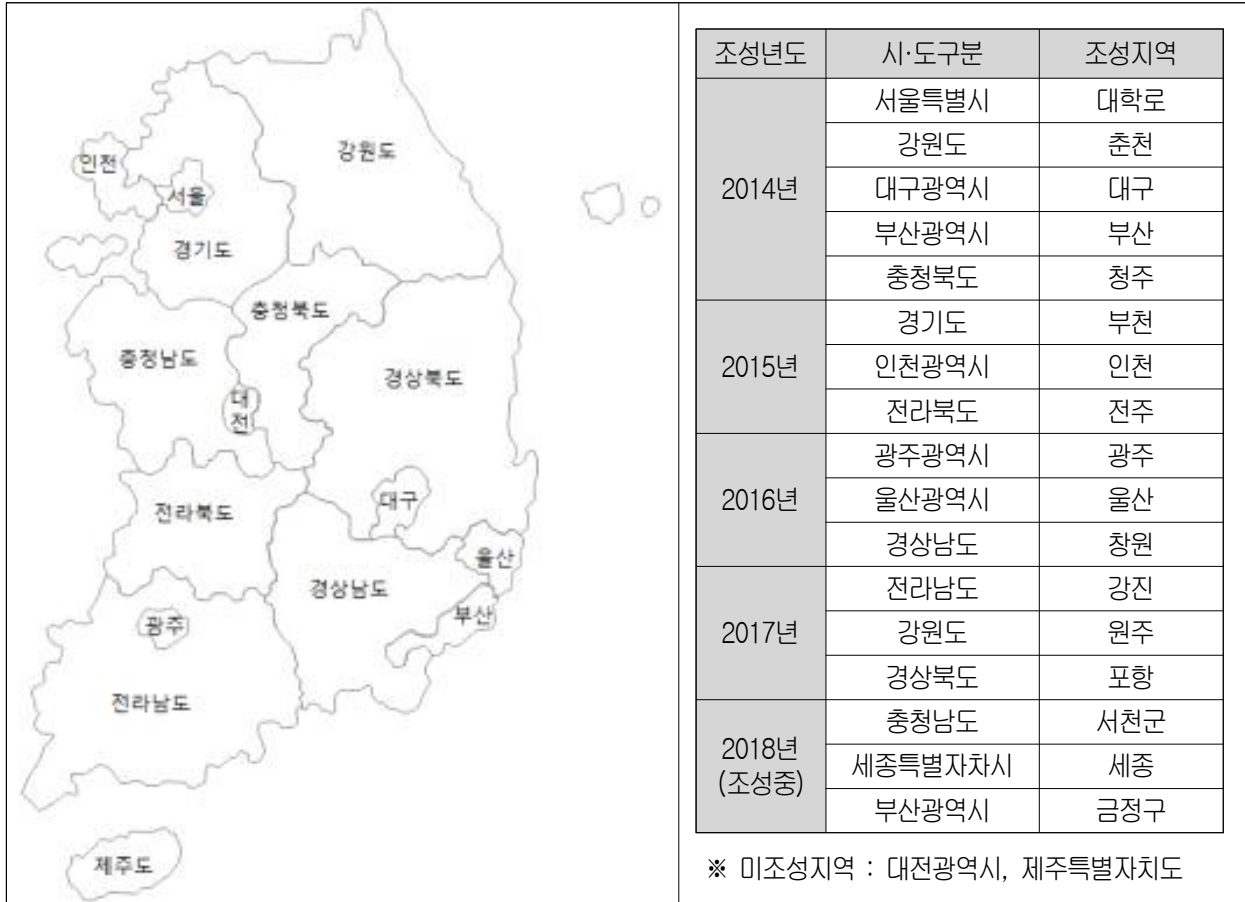 강원도
인천
서울
경기도
충청북도
충청남도
경상북도
대
전
대구
전라북도
울산
경상남도
부산
광주
전라남도
제주도
조성년도 시·도구분 조성지역
2014년
서울특별시 대학로
강원도 춘천
대구광역시 대구
부산광역시 부산
충청북도 청주
2015년
경기도 부천
인천광역시 인천
전라북도 전주
2016년
광주광역시 광주
울산광역시 울산
경상남도 창원
2017년
전라남도 강진
강원도 원주
경상북도 포항
2018년
(조성중)
충청남도 서천군
세종특별자차시 세종
부산광역시 금정구
※ 미조성지역 : 대전광역시, 제주특별자치도